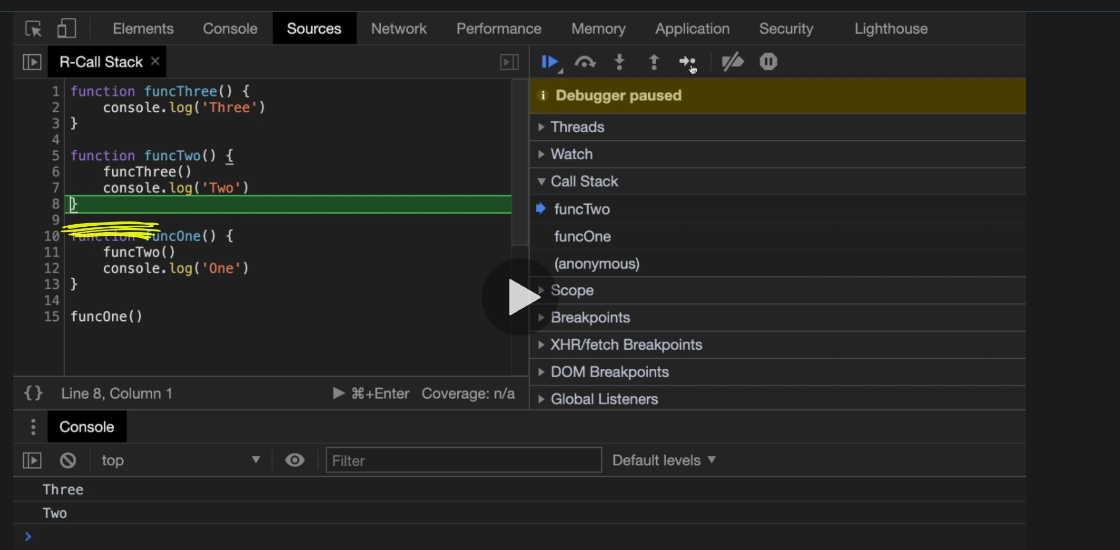 Elements Console Sources Network Performance Memory Application Security Lighthouse
R-Call Stack ×
1 function funcThree() {
2 console.log('Three')
3 }
4
5 function funcTwo() {
6 funcThree()
7 console.log('Two')
8 }
9
10 function funcOne() {
11 funcTwo()
12 console.log('One')
13 }
14
15 funcOne()
{} Line 8, Column 1 ⌘+Enter Coverage: n/a
Debugger paused
Threads
Watch
Call Stack
funcTwo
funcOne
(anonymous)
Scope
Breakpoints
XHR/fetch Breakpoints
DOM Breakpoints
Global Listeners
Console
top Filter Default levels
Three
Two